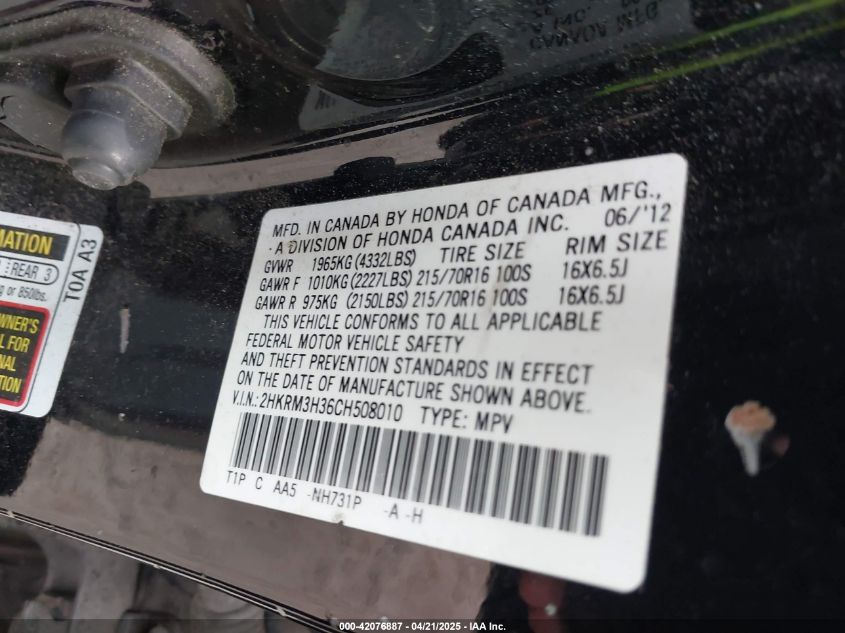 MFD. IN CANADA BY HONDA OF CANADA MFG.,
- A DIVISION OF HONDA CANADA INC. 06/'12
GVWR 1965KG(4332LBS) TIRE SIZE RIM SIZE
GAWR F 1010KG(2227LBS) 215/70R16 100S 16X6.5J
GAWR R 975KG (2150LBS) 215/70R16 100S 16X6.5J
THIS VEHICLE CONFORMS TO ALL APPLICABLE
FEDERAL MOTOR VEHICLE SAFETY
AND THEFT PREVENTION STANDARDS IN EFFECT
ON THE DATE OF MANUFACTURE SHOWN ABOVE.
V.I.N.: 2HKRM3H36CH508010 TYPE: MPV
T1P C AA5 -NH731P -A -H
REAR 3
or 850lbs.
T0A A3
000-42076887 - 04/21/2025 - IAA Inc.